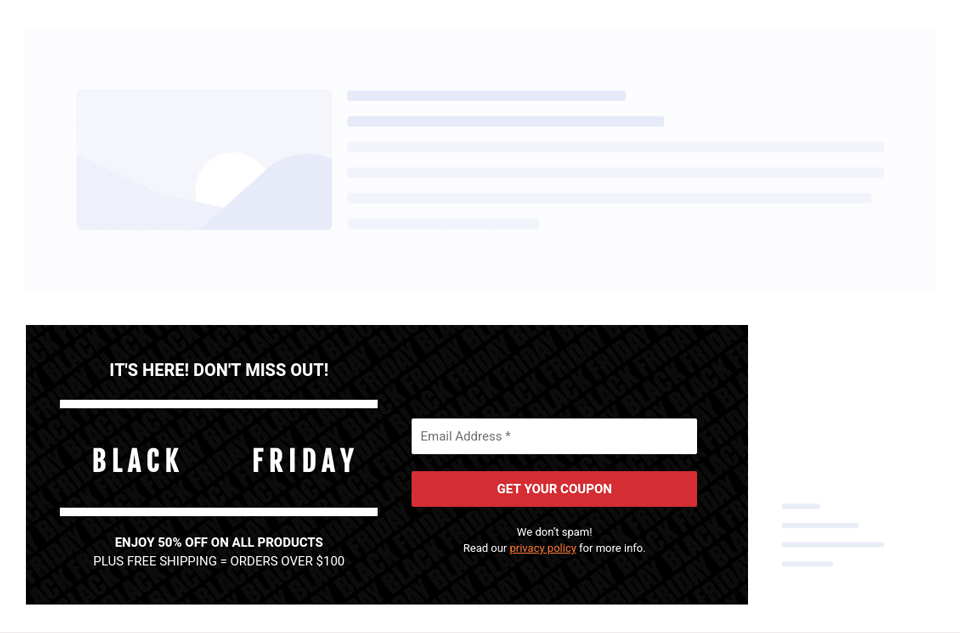 IT'S HERE! DON'T MISS OUT!
BLACK FRIDAY
ENJOY 50% OFF ON ALL PRODUCTS
PLUS FREE SHIPPING = ORDERS OVER $100
Email Address *
GET YOUR COUPON
We don't spam!
Read our privacy policy for more info.